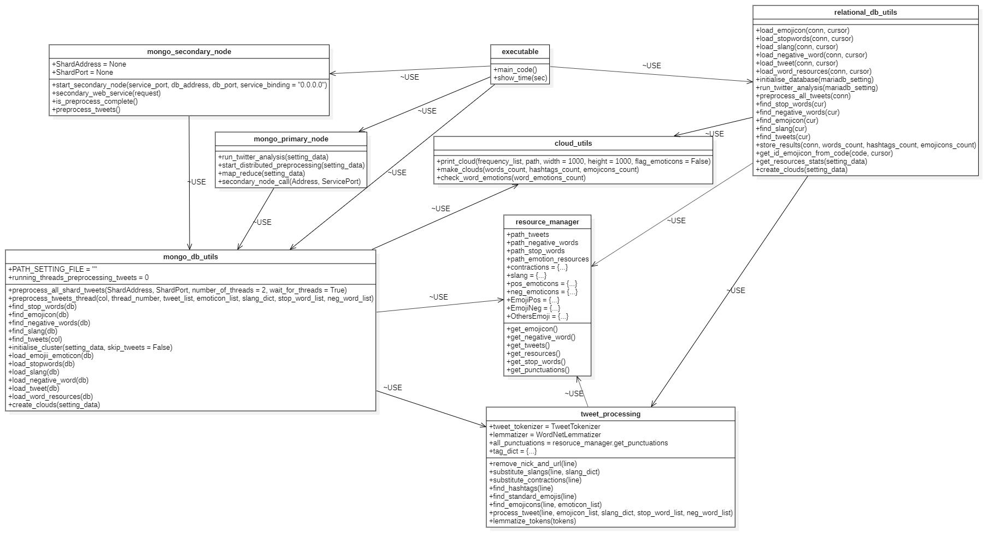 relational_db_utils
+load_emojicon(conn, cursor)
+load_stopwords(conn, cursor)
+load_slang(conn, cursor)
+load_negative_word(conn, cursor)
+load_tweet(conn, cursor)
+load_word_resources(conn, cursor)
+initialise_database(mariadb_setting)
+run_twitter_analysis(mariadb_setting)
+preprocess_all_tweets(conn)
+find_stop_words(cur)
+find_negative_words(cur)
+find_emojicon(cur)
+find_slang(cur)
+find_tweets(cur)
+store_results(conn, words_count, hashtags_count, emojicons_count)
+get_id_emojicon_from_code(code, cursor)
+get_resources_stats(setting_data)
+create_clouds(setting_data)
mongo_secondary_node
+ShardAddress = None
+ShardPort = None
+start_secondary_node(service_port, db_address, db_port, service_binding = "0.0.0.0")
+secondary_web_service(request)
+is_preprocess_complete()
+preprocess_tweets()
executable
+main_code()
+show_time(sec)
~USE
~USE
~USE
~USE
~USE
~USE
mongo_primary_node
+run_twitter_analysis(setting_data)
+start_distributed_preprocessing(setting_data)
+map_reduce(setting_data)
+secondary_node_call(Address, ServicePort)
cloud_utils
+print_cloud(frequency_list, path, width = 1000, height = 1000, flag_emoticons = False)
+make_clouds(words_count, hashtags_count, emojicons_count)
+check_word_emotions(word_emotions_count)
~USE
~USE
~USE
resource_manager
+path_tweets
+path_negative_words
+path_stop_words
+path_emotion_resources
+contractions = {...}
+slang = {...}
+pos_emoticons = {...}
+neg_emoticons = {...}
+EmojiPos = {...}
+EmojiNeg = {...}
+OthersEmoji = {...}
+get_emojicon()
+get_negative_word()
+get_tweets()
+get_resources()
+get_stop_words()
+get_punctuations()
mongo_db_utils
+PATH_SETTING_FILE = ""
+running_threads_preprocessing_tweets = 0
+preprocess_all_shard_tweets(ShardAddress, ShardPort, number_of_threads = 2, wait_for_threads = True)
+preprocess_tweets_thread(col, thread_number, tweet_list, emoticon_list, slang_dict, stop_word_list, neg_word_list)
+find_stop_words(db)
+find_emojicon(db)
+find_negative_words(db)
+find_slang(db)
+find_tweets(col)
+initialise_cluster(setting_data, skip_tweets = False)
+load_emojii_emoticon(db)
+load_stopwords(db)
+load_slang(db)
+load_negative_word(db)
+load_tweet(db)
+load_word_resources(db)
+create_clouds(setting_data)
~USE
~USE
~USE
~USE
tweet_processing
+tweet_tokenizer = TweetTokenizer
+lemmatizer = WordNetLemmatizer
+all_punctuations = resoruce_manager.get_punctuations
+tag_dict = {...}
+remove_nick_and_url(line)
+substitute_slangs(line, slang_dict)
+substitute_contractions(line)
+find_hashtags(line)
+find_standard_emojis(line)
+find_emojicons(line, emoticon_list)
+process_tweet(line, emojicon_list, slang_dict, stop_word_list, neg_word_list)
+lemmatize_tokens(tokens)